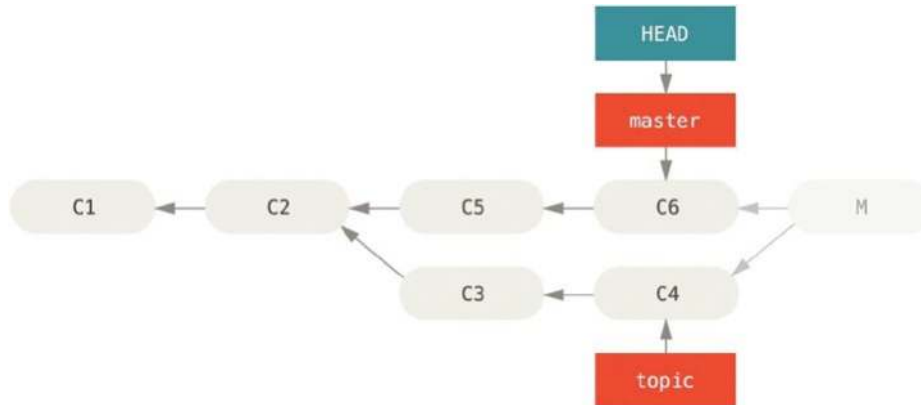 HEAD
master
C1 C2 C5 C6 M
C3 C4
topic